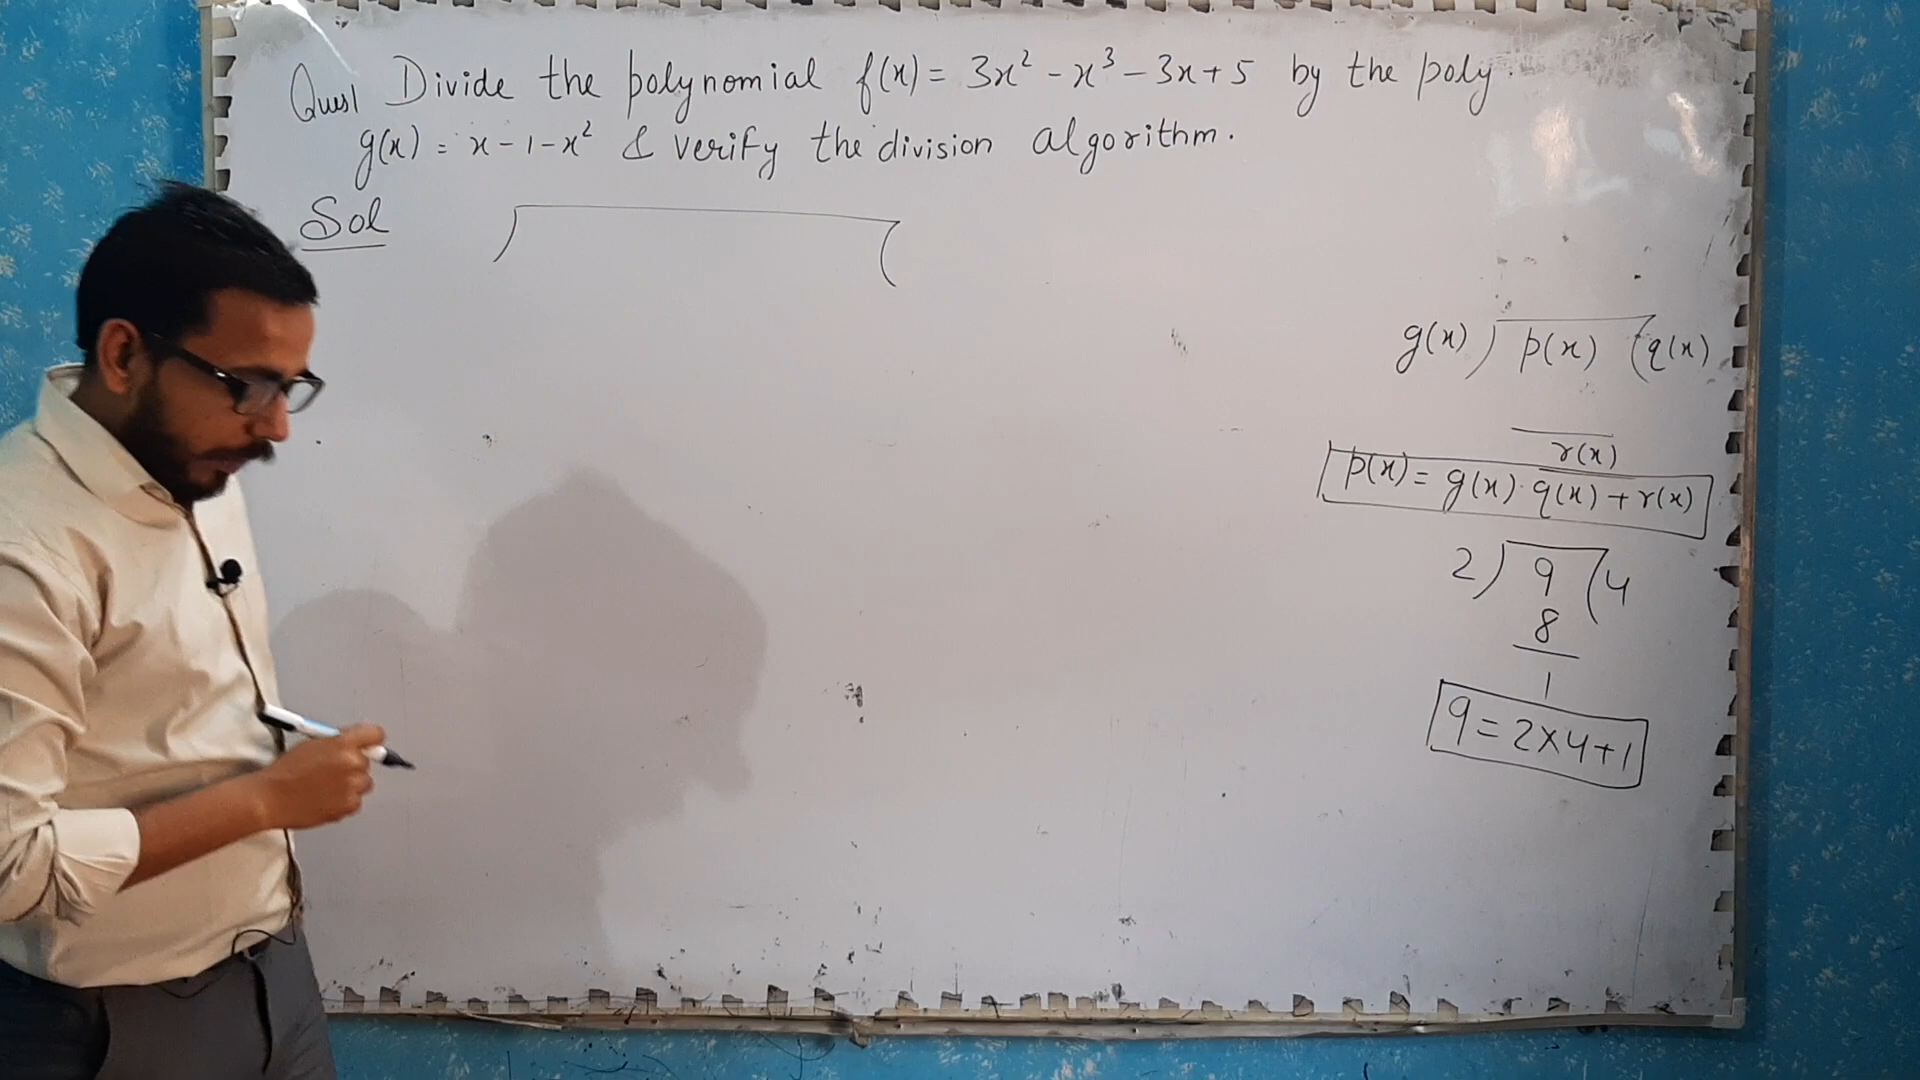 Ques1 Divide the polynomial f(x) = 3x² - x³ - 3x + 5 by the poly.
g(x) = x - 1 - x² & verify the division algorithm.
Sol
g(x) ) p(x) ( q(x)
r(x)
p(x) = g(x) · q(x) + r(x)
2 ) 9 ( 4
8
1
9 = 2 × 4 + 1